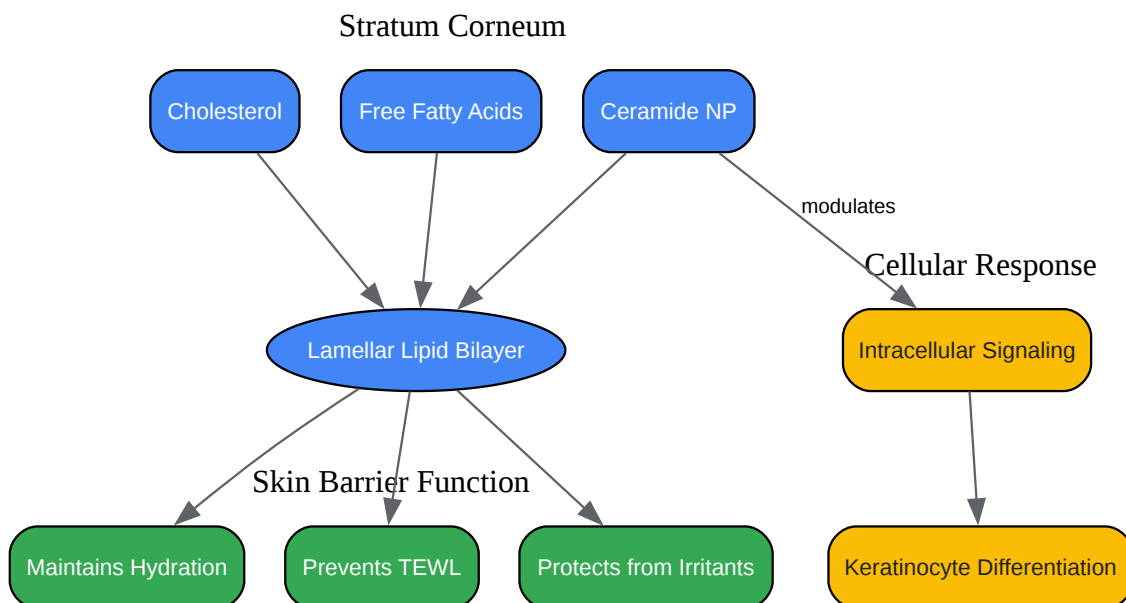 Stratum Corneum
Cholesterol
Free Fatty Acids
Ceramide NP
modulates
Cellular Response
Lamellar Lipid Bilayer
Intracellular Signaling
Skin Barrier Function
Maintains Hydration
Prevents TEWL
Protects from Irritants
Keratinocyte Differentiation